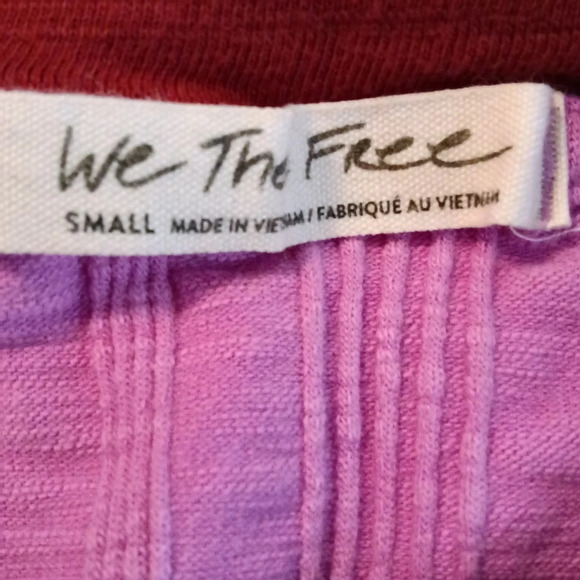 We The Free
SMALL MADE IN VIETNAM / FABRIQUÉ AU VIETNAM